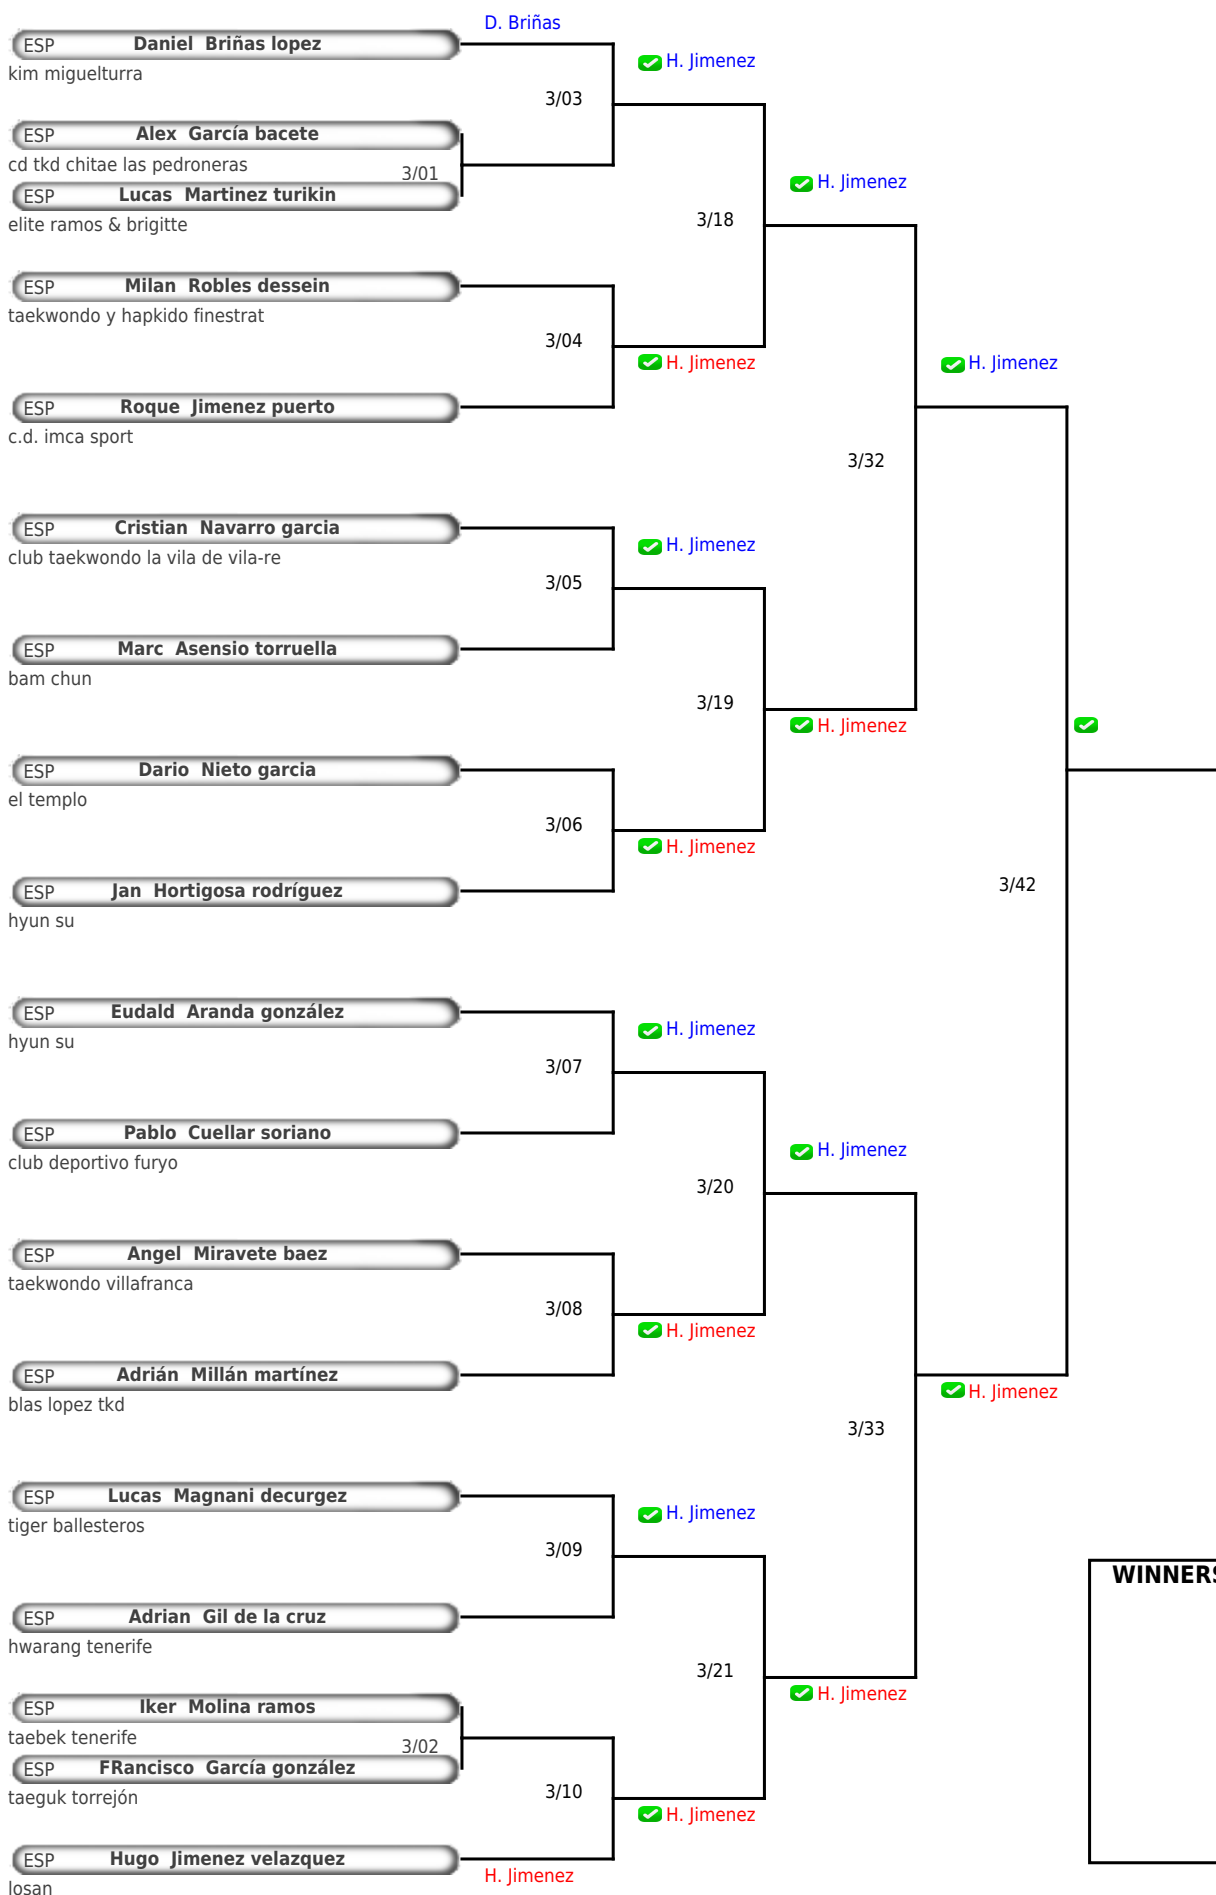 D. Briñas
ESP Daniel Briñas lopez
kim miguelturra
H. Jimenez
3/03
ESP Alex García bacete
cd tkd chitae las pedroneras
3/01
ESP Lucas Martinez turikin
elite ramos & brigitte
H. Jimenez
3/18
ESP Milan Robles dessein
taekwondo y hapkido finestrat
3/04
H. Jimenez
H. Jimenez
ESP Roque Jimenez puerto
c.d. imca sport
3/32
ESP Cristian Navarro garcia
club taekwondo la vila de vila-re
H. Jimenez
3/05
ESP Marc Asensio torruella
bam chun
3/19
H. Jimenez
ESP Dario Nieto garcia
el templo
3/06
H. Jimenez
ESP Jan Hortigosa rodríguez
hyun su
3/42
ESP Eudald Aranda gonzález
hyun su
H. Jimenez
3/07
ESP Pablo Cuellar soriano
club deportivo furyo
H. Jimenez
3/20
ESP Angel Miravete baez
taekwondo villafranca
3/08
H. Jimenez
ESP Adrián Millán martínez
blas lopez tkd
H. Jimenez
3/33
ESP Lucas Magnani decurgez
tiger ballesteros
H. Jimenez
3/09
WINNERS
ESP Adrian Gil de la cruz
hwarang tenerife
3/21
H. Jimenez
ESP Iker Molina ramos
taebek tenerife
3/02
ESP FRancisco García gonzález
taeguk torrejón
3/10
H. Jimenez
ESP Hugo Jimenez velazquez
losan
H. Jimenez